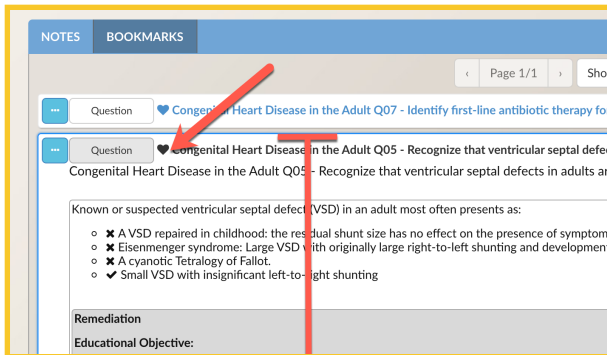 NOTES BOOKMARKS
‹ Page 1/1 › Sho
... Question Congenital Heart Disease in the Adult Q07 - Identify first-line antibiotic therapy fo
... Question Congenital Heart Disease in the Adult Q05 - Recognize that ventricular septal defe
Congenital Heart Disease in the Adult Q05 - Recognize that ventricular septal defects in adults a
Known or suspected ventricular septal defect (VSD) in an adult most often presents as:
A VSD repaired in childhood: the residual shunt size has no effect on the presence of symptom
Eisenmenger syndrome: Large VSD with originally large right-to-left shunting and developmen
A cyanotic Tetralogy of Fallot.
Small VSD with insignificant left-to-right shunting
Remediation
Educational Objective: